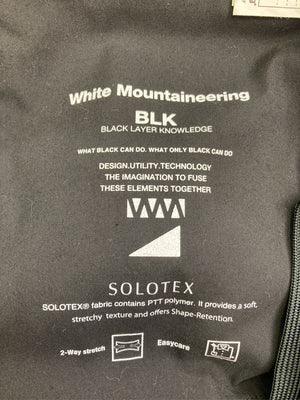 White Mountaineering
BLK
BLACK LAYER KNOWLEDGE
WHAT BLACK CAN DO. WHAT ONLY BLACK CAN DO
DESIGN.UTILITY.TECHNOLOGY
THE IMAGINATION TO FUSE
THESE ELEMENTS TOGETHER
SOLOTEX
SOLOTEX® fabric contains PTT polymer. It provides a soft,
stretchy texture and offers Shape-Retention.
2-Way stretch
Easycare